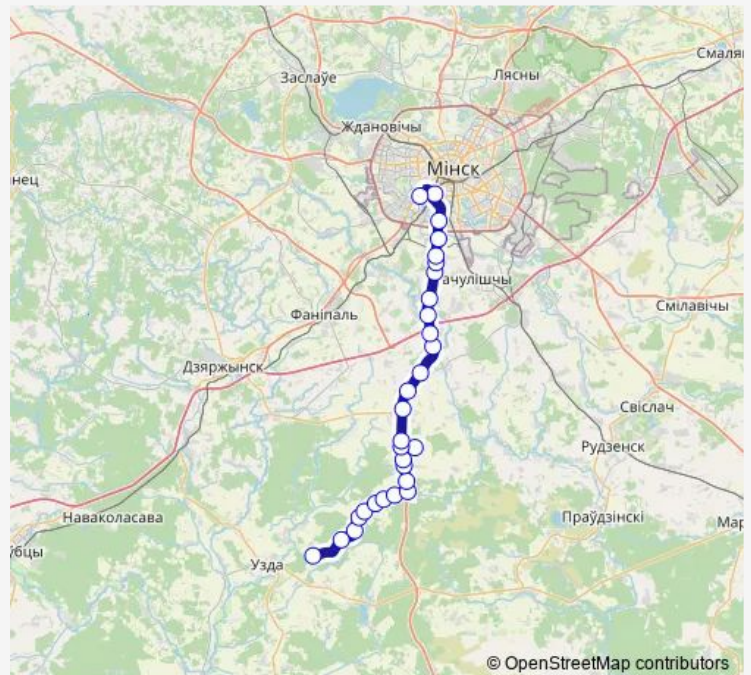 Смаля
Заслаўе
Лясны
Ждановічы
Мінск
нец
ачулішчы
Фаніпаль
Смілавічы
Дзяржынск
Свіслач
Рудзенск
Наваколасава
Праўдзінскі
Мар
ўбцы
Узда
© OpenStreetMap contributors